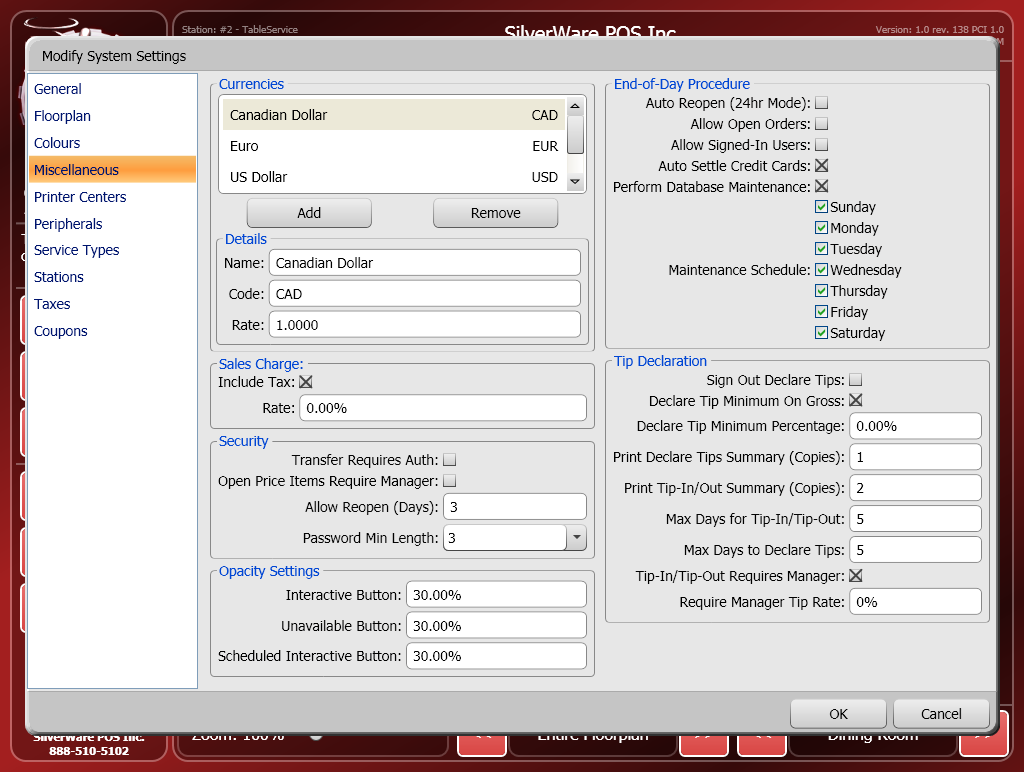 Station: #2 - TableService
SilverWare POS Inc.
Version: 1.0 rev. 138 PCI 1.0
Modify System Settings
General
Floorplan
Colours
Miscellaneous
Printer Centers
Peripherals
Service Types
Stations
Taxes
Coupons
Currencies
Canadian Dollar CAD
Euro EUR
US Dollar USD
Add Remove
Details
Name: Canadian Dollar
Code: CAD
Rate: 1.0000
Sales Charge:
Include Tax:
Rate: 0.00%
Security
Transfer Requires Auth:
Open Price Items Require Manager:
Allow Reopen (Days): 3
Password Min Length: 3
Opacity Settings
Interactive Button: 30.00%
Unavailable Button: 30.00%
Scheduled Interactive Button: 30.00%
End-of-Day Procedure
Auto Reopen (24hr Mode):
Allow Open Orders:
Allow Signed-In Users:
Auto Settle Credit Cards:
Perform Database Maintenance:
Sunday
Monday
Tuesday
Maintenance Schedule: Wednesday
Thursday
Friday
Saturday
Tip Declaration
Sign Out Declare Tips:
Declare Tip Minimum On Gross:
Declare Tip Minimum Percentage: 0.00%
Print Declare Tips Summary (Copies): 1
Print Tip-In/Out Summary (Copies): 2
Max Days for Tip-In/Tip-Out: 5
Max Days to Declare Tips: 5
Tip-In/Tip-Out Requires Manager:
Require Manager Tip Rate: 0%
OK Cancel
SilverWare POS Inc.
888-510-5102
Zoom: 100%
<< Entire Floorplan >> << Dining Room >>